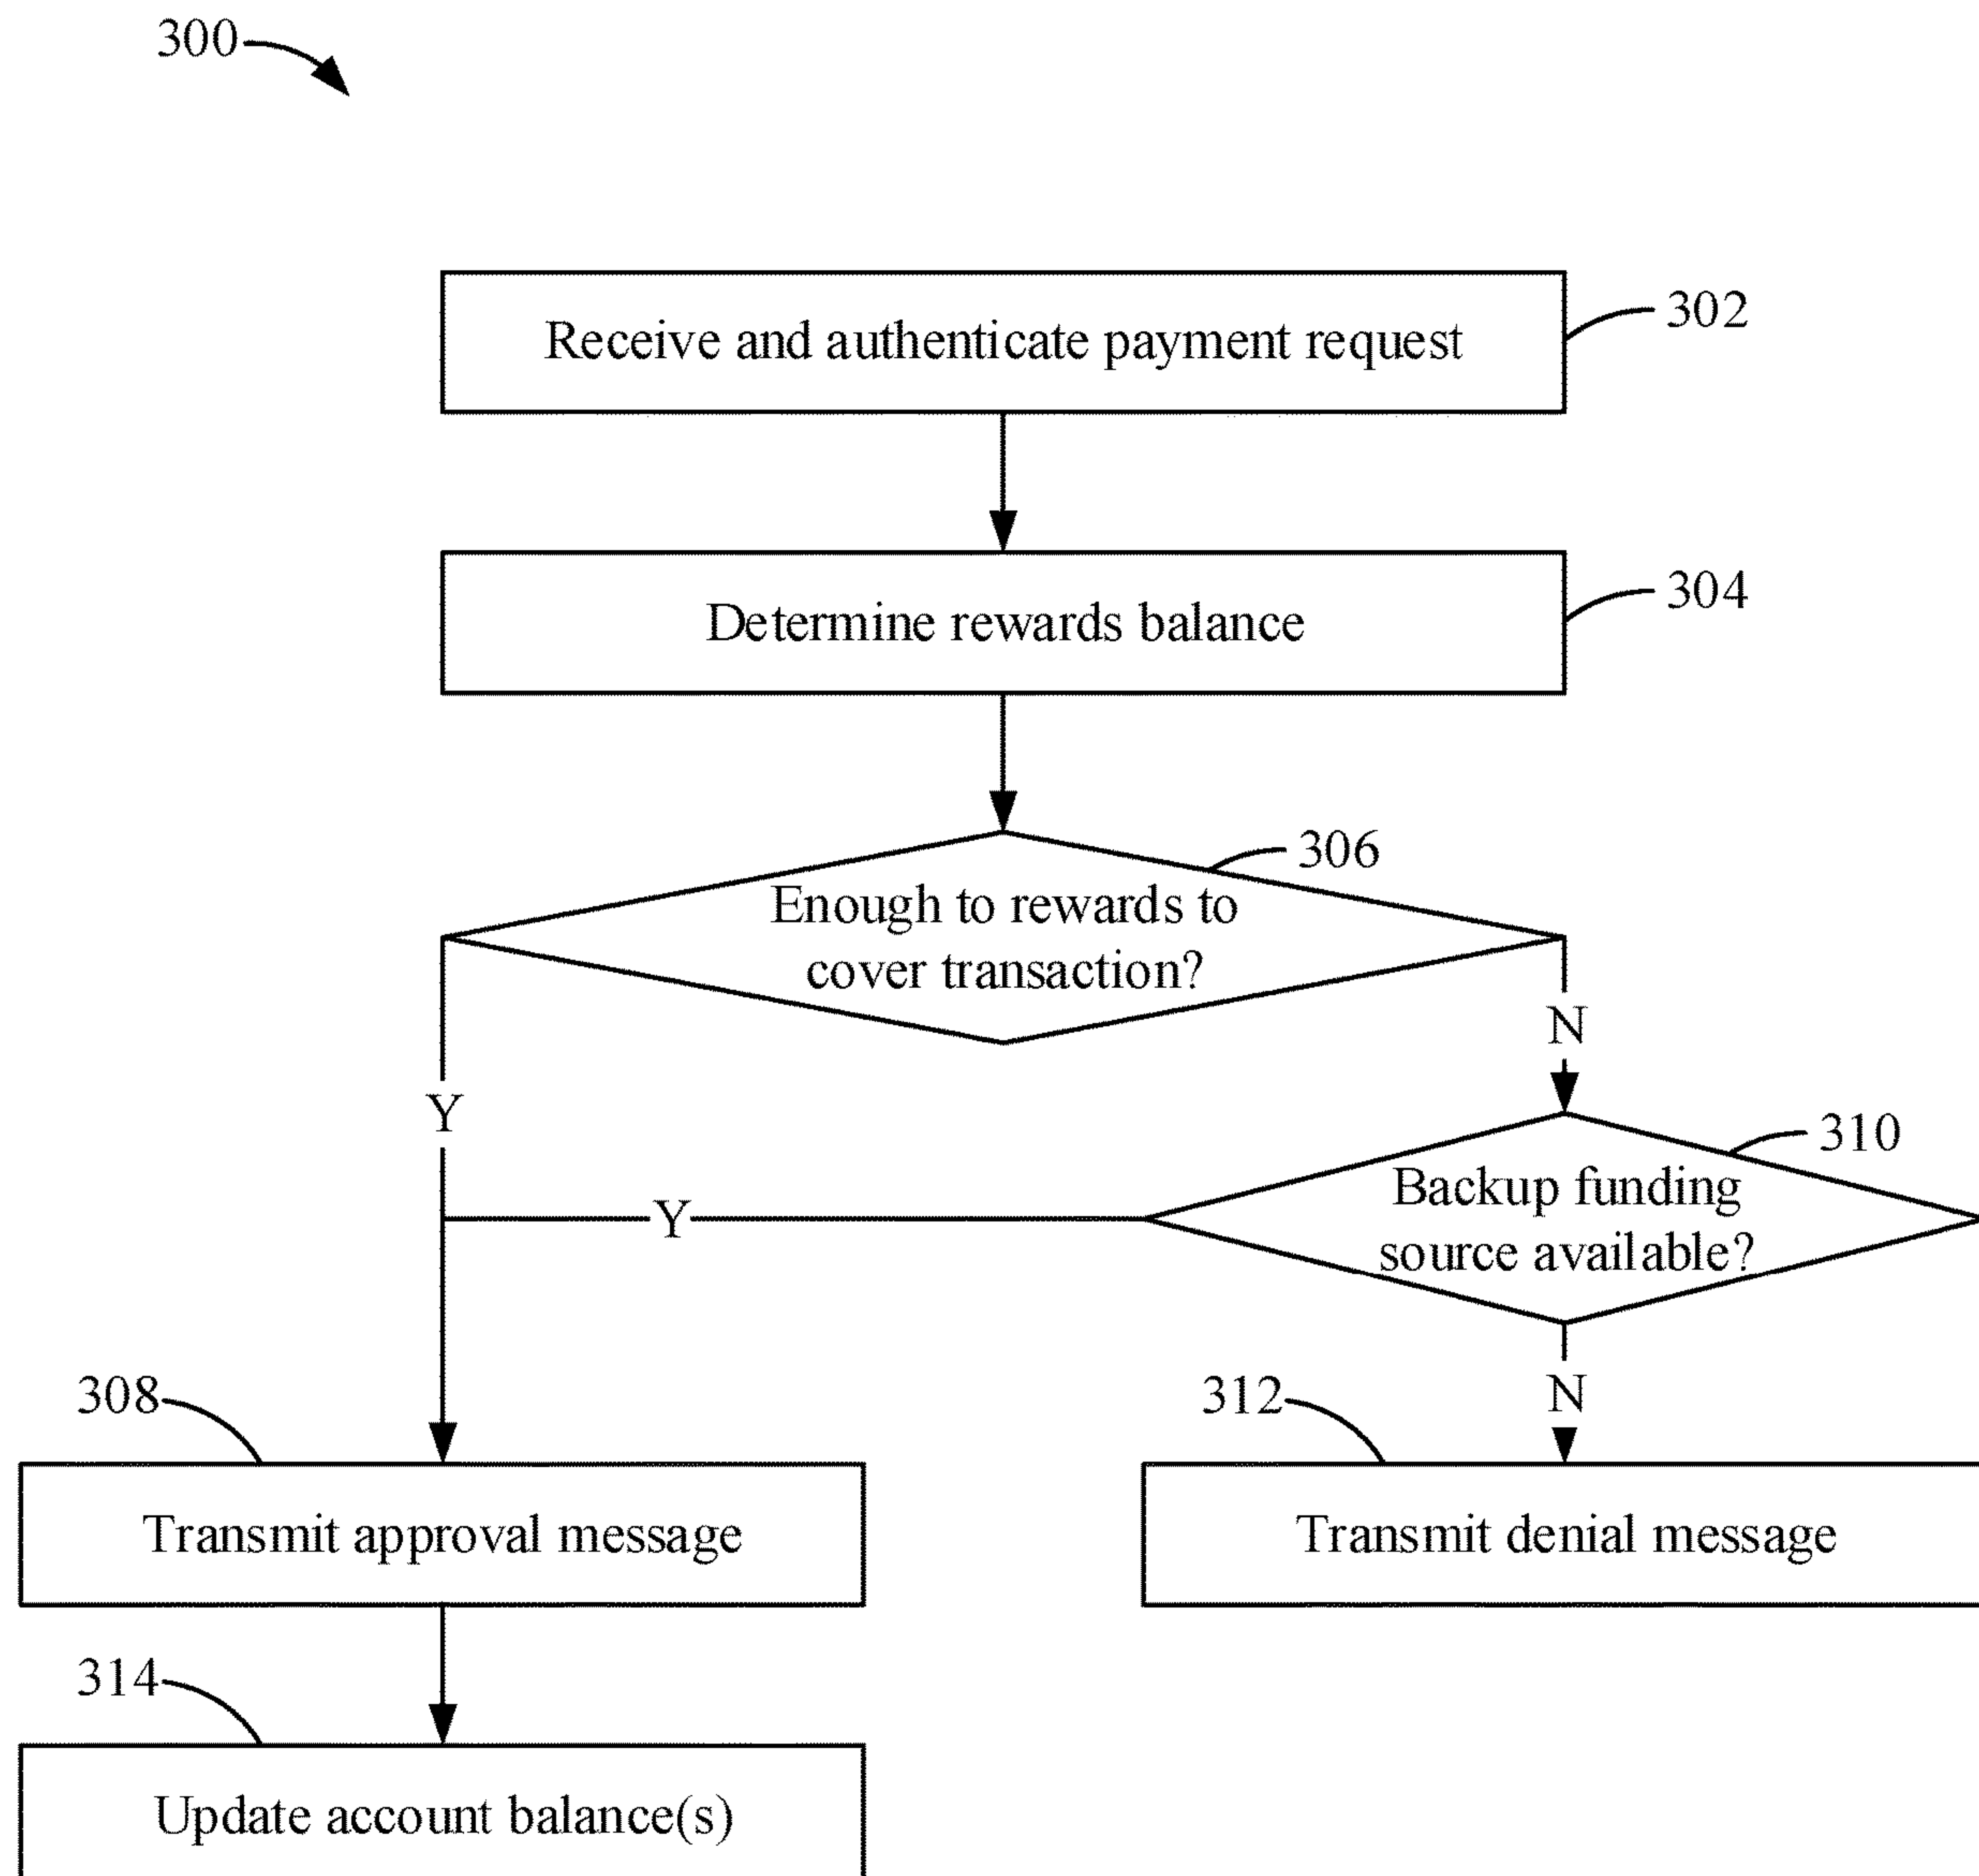 300
Receive and authenticate payment request
302
Determine rewards balance
304
306
Enough to rewards to
cover transaction?
N
Y
310
Backup funding
source available?
Y
N
308
312
Transmit approval message
Transmit denial message
314
Update account balance(s)